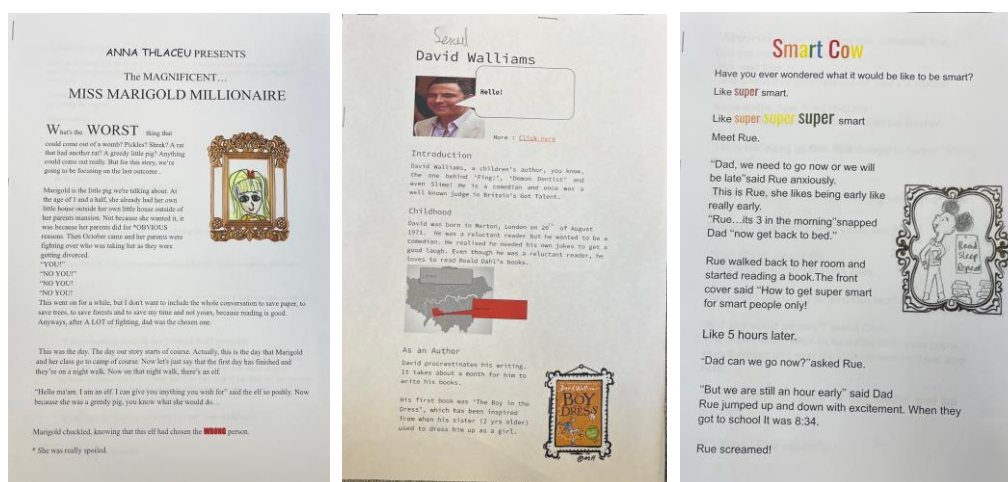 ANNA THLACEU PRESENTS
The MAGNIFICENT…
MISS MARIGOLD MILLIONAIRE
What's the WORST thing that
could come out of a womb? Pickles? Shrek? A rat
that had another rat? A greedy little pig? Anything
could come out really. But for this story, we're
going to be focusing on the last outcome .
Marigold is the little pig we're talking about. At
the age of 1 and a half, she already had her own
little house outside her own little house outside of
her parents mansion. Not because she wanted it, it
was because her parents did for *OBVIOUS
reasons. Then October came and her parents were
fighting over who was taking her as they were
getting divorced.
"YOU!"
"NO YOU!"
"NO YOU!
"NO YOU!
This went on for a while, but I don't want to include the whole conversation to save paper, to
save trees, to save forests and to save my time and not yours, because reading is good.
Anyways, after A LOT of fighting, dad was the chosen one.
This was the day. The day our story starts of course. Actually, this is the day that Marigold
and her class go to camp of course. Now let's just say that the first day has finished and
they're on a night walk. Now on that night walk, there's an elf.
"Hello ma'am. I am an elf. I can give you anything you wish for" said the elf so poshly. Now
because she was a greedy pig, you know what she would do…
Marigold chuckled, knowing that this elf had chosen the WRONG person.
* She was really spoiled.
David Walliams
Hello!
More : Click here
Introduction
David Walliams, a children's author, you know,
the one behind 'Fing!', 'Demon Dentist' and
even Slime! He is a comedian and once was a
well known judge in Britain's Got Talent.
Childhood
David was born in Merton, London on 20th of August
1971. He was a reluctant reader but he wanted to be a
comedian. He realised he needed his own jokes to get a
good laugh. Even though he was a reluctant reader, he
loves to read Roald Dahl's books.
As an Author
David procrastinates his writing.
It takes about a month for him to
write his books.
His first book was 'The Boy in the
Dress', which has been inspired
from when his sister (2 yrs older)
used to dress him up as a girl.
David Walliams
THE
BOY
IN THE
DRESS
Smart Cow
Have you ever wondered what it would be like to be smart?
Like super smart.
Like super super super smart
Meet Rue.
"Dad, we need to go now or we will
be late"said Rue anxiously.
This is Rue, she likes being early like
really early.
"Rue…its 3 in the morning"snapped
Dad "now get back to bed."
Rue walked back to her room and
started reading a book.The front
cover said "How to get super smart
for smart people only!
Read
Sleep
Repeat
Like 5 hours later.
"Dad can we go now?"asked Rue.
"But we are still an hour early" said Dad
Rue jumped up and down with excitement. When they
got to school It was 8:34.
Rue screamed!